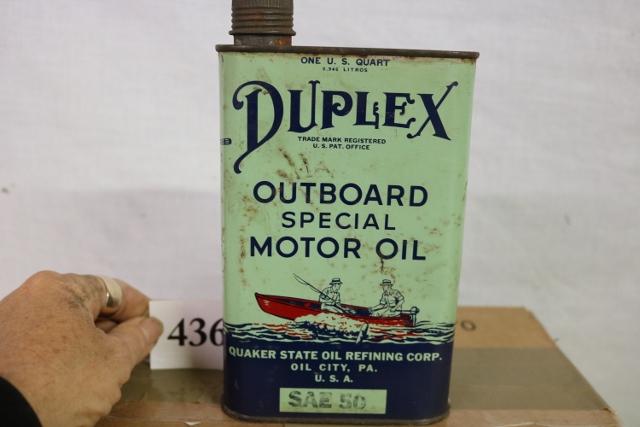 ONE U. S. QUART
0.946 LITROS
DUPLEX
TRADE MARK REGISTERED
U. S. PAT. OFFICE
OUTBOARD
SPECIAL
MOTOR OIL
436
QUAKER STATE OIL REFINING CORP.
OIL CITY, PA.
U. S. A.
SAE 50